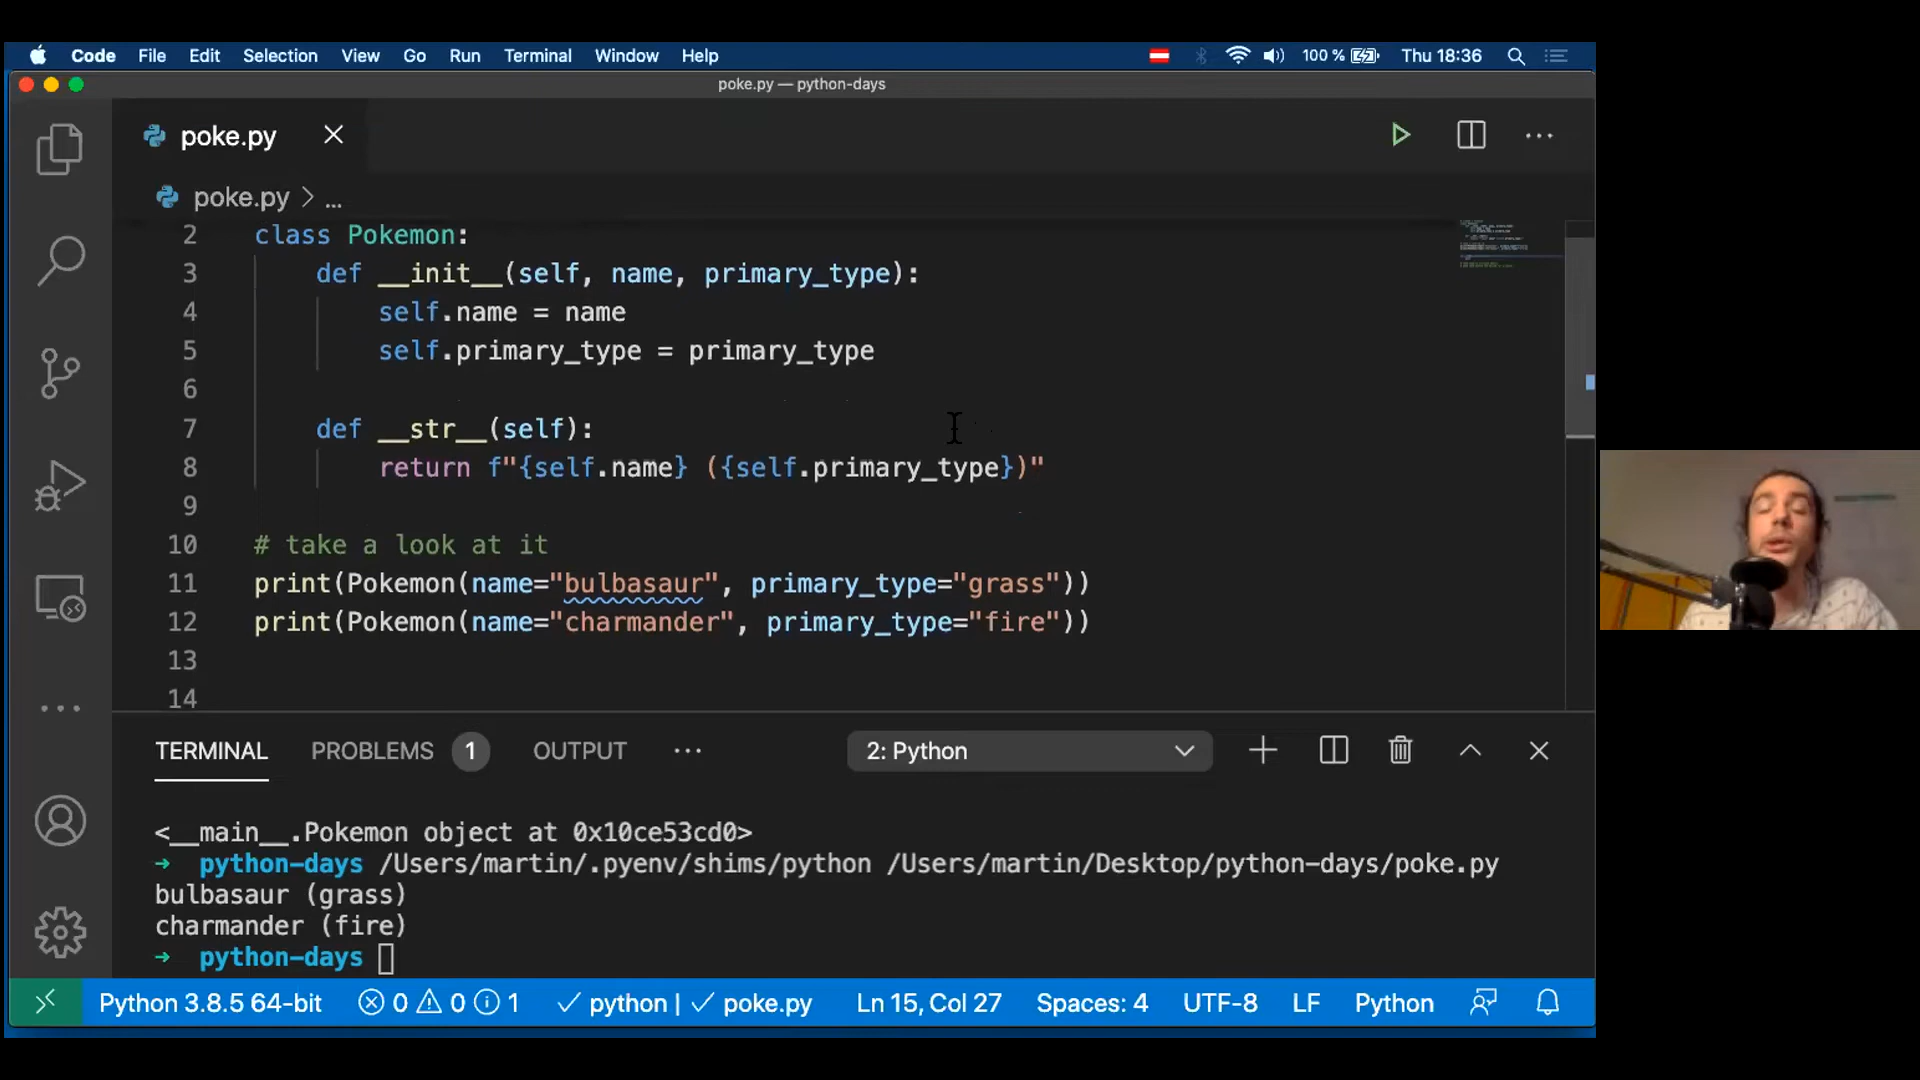 Code File Edit Selection View Go Run Terminal Window Help 100 % Thu 18:36
poke.py — python-days
poke.py
poke.py > ...
2 class Pokemon:
3 def __init__(self, name, primary_type):
4 self.name = name
5 self.primary_type = primary_type
6
7 def __str__(self):
8 return f"{self.name} ({self.primary_type})"
9
10 # take a look at it
11 print(Pokemon(name="bulbasaur", primary_type="grass"))
12 print(Pokemon(name="charmander", primary_type="fire"))
13
14
TERMINAL PROBLEMS 1 OUTPUT ... 2: Python
<__main__.Pokemon object at 0x10ce53cd0>
→ python-days /Users/martin/.pyenv/shims/python /Users/martin/Desktop/python-days/poke.py
bulbasaur (grass)
charmander (fire)
→ python-days
Python 3.8.5 64-bit 0 0 1 ✓ python | ✓ poke.py Ln 15, Col 27 Spaces: 4 UTF-8 LF Python